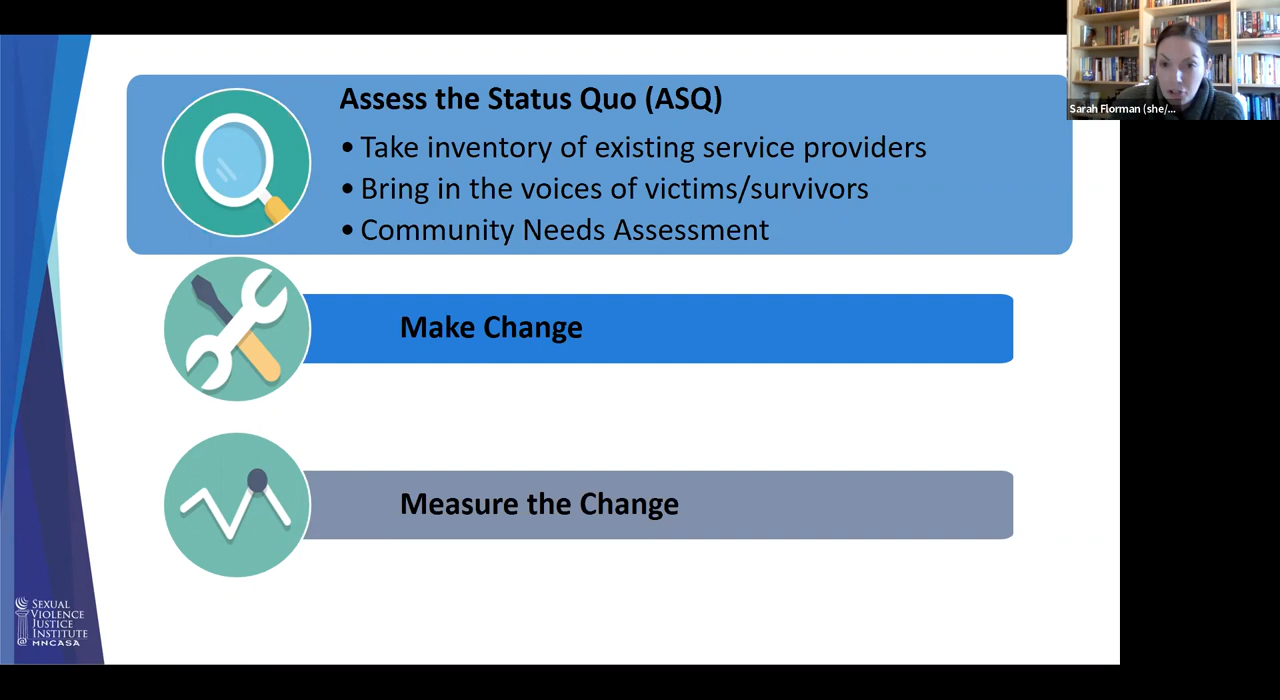 Assess the Status Quo (ASQ)
• Take inventory of existing service providers
• Bring in the voices of victims/survivors
• Community Needs Assessment
Make Change
Measure the Change
Sarah Florman (she/...
SEXUAL
VIOLENCE
JUSTICE
INSTITUTE
@ MNCASA